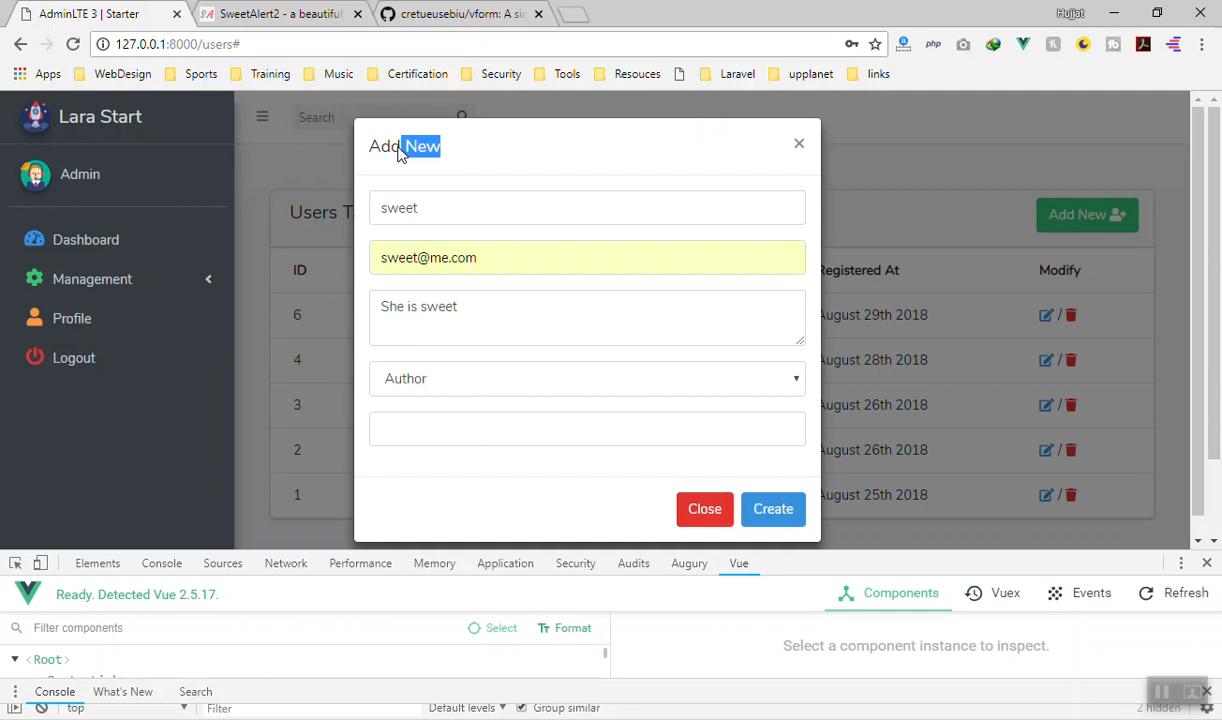 AdminLTE 3 | Starter
SweetAlert2 - a beautiful
cretueusebiu/vform: A sin
Hujjat
127.0.0.1:8000/users#
php
Apps
WebDesign
Sports
Training
Music
Certification
Security
Tools
Resouces
Laravel
upplanet
links
Lara Start
Search
Admin
Dashboard
Management
Profile
Logout
Add New
sweet
sweet@me.com
She is sweet
Author
Close
Create
Users T
Add New
ID
Registered At
Modify
6
August 29th 2018
/
4
August 28th 2018
/
3
August 26th 2018
/
2
August 26th 2018
/
1
August 25th 2018
/
Elements
Console
Sources
Network
Performance
Memory
Application
Security
Audits
Augury
Vue
Ready. Detected Vue 2.5.17.
Components
Vuex
Events
Refresh
Filter components
Select
Format
Select a component instance to inspect.
<Root>
Console
What's New
Search
top
Filter
Default levels
Group similar
2 hidden